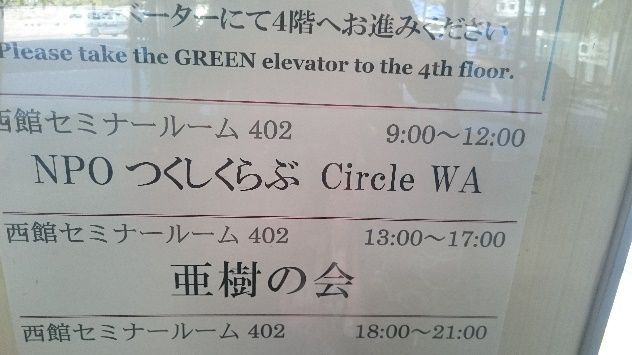 ベーターにて4階へお進みください
Please take the GREEN elevator to the 4th floor.
西館セミナールーム 402 9:00～12:00
NPO つくしくらぶ Circle WA
西館セミナールーム 402 13:00～17:00
亜樹の会
西館セミナールーム 402 18:00～21:00